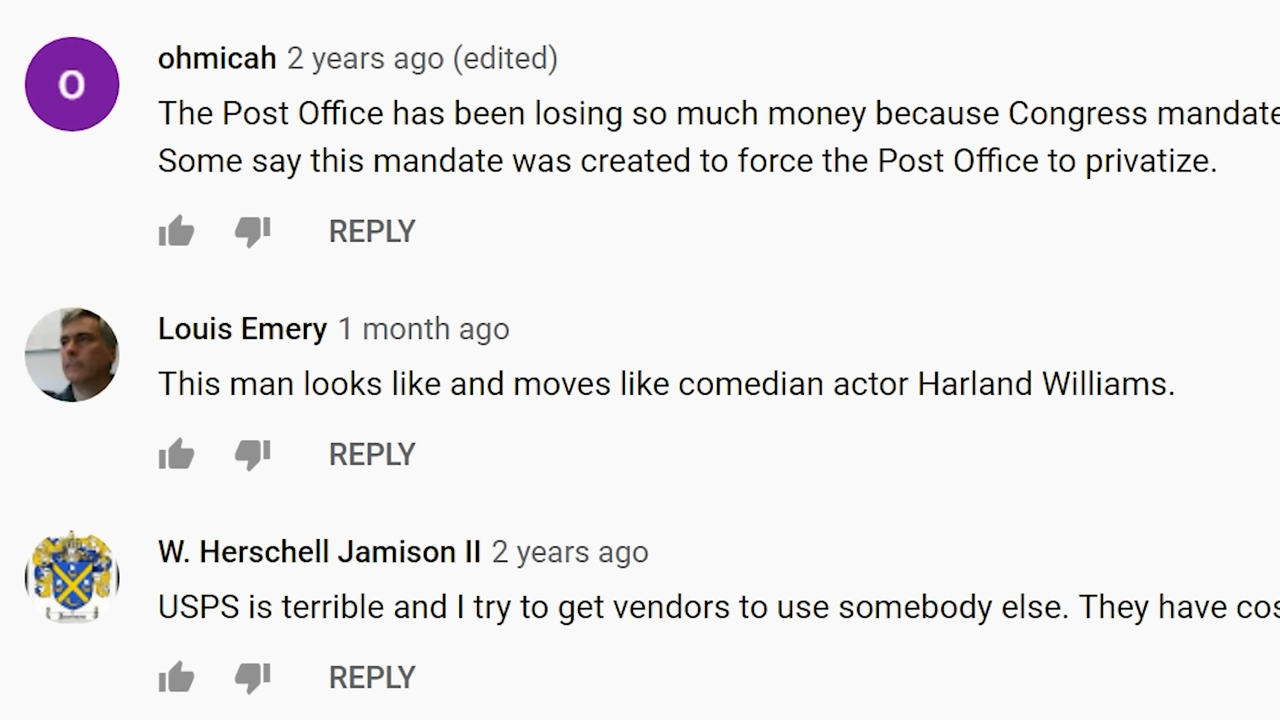 O
ohmicah 2 years ago (edited)
The Post Office has been losing so much money because Congress mandate
Some say this mandate was created to force the Post Office to privatize.
REPLY
Louis Emery 1 month ago
This man looks like and moves like comedian actor Harland Williams.
REPLY
W. Herschell Jamison II 2 years ago
USPS is terrible and I try to get vendors to use somebody else. They have cos
REPLY